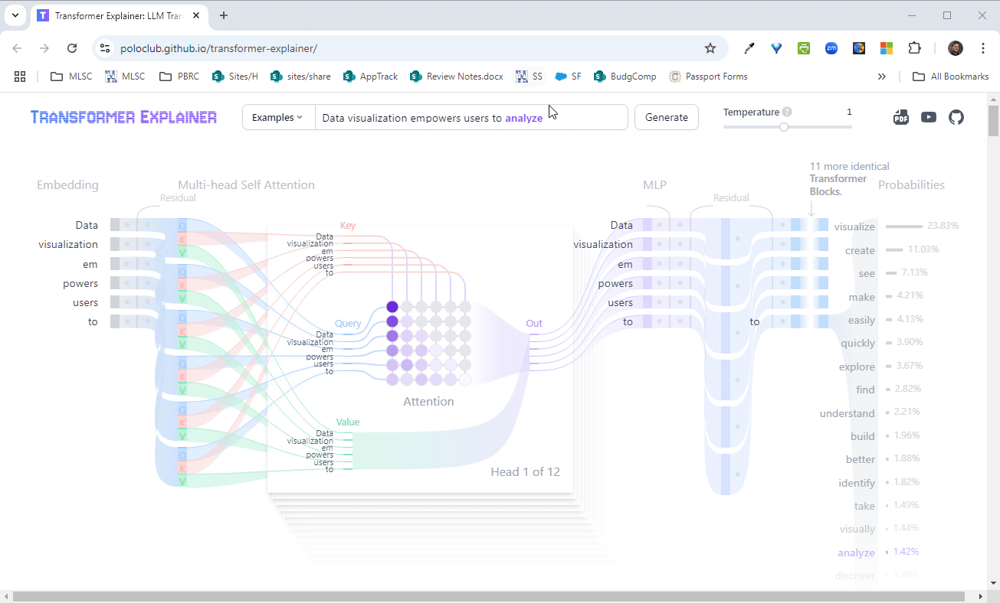 Transformer Explainer: LLM Tran
poloclub.github.io/transformer-explainer/
MLSC MLSC PBRC Sites/H sites/share AppTrack Review Notes.docx SS SF BudgComp Passport Forms » All Bookmarks
TRANSFORMER EXPLAINER
Examples
Data visualization empowers users to analyze
Generate
Temperature ? 1
PDF
11 more identical
Transformer
Blocks.
Embedding Multi-head Self Attention MLP Probabilities
Residual Residual
Data
visualization
em
powers
users
to
Q
K
V
Q
K
V
Q
K
V
Q
K
V
Q
K
V
Q
K
V
Key
Data
visualization
em
powers
users
to
Query
Data
visualization
em
powers
users
to
Attention
Value
Data
visualization
em
powers
users
to
Out
Head 1 of 12
Data
visualization
em
powers
users
to
to
visualize 23.83%
create 11.03%
see 7.13%
make 4.21%
easily 4.13%
quickly 3.90%
explore 3.67%
find 2.82%
understand 2.21%
build 1.96%
better 1.88%
identify 1.82%
take 1.49%
visually 1.44%
analyze 1.42%
discover 1.36%